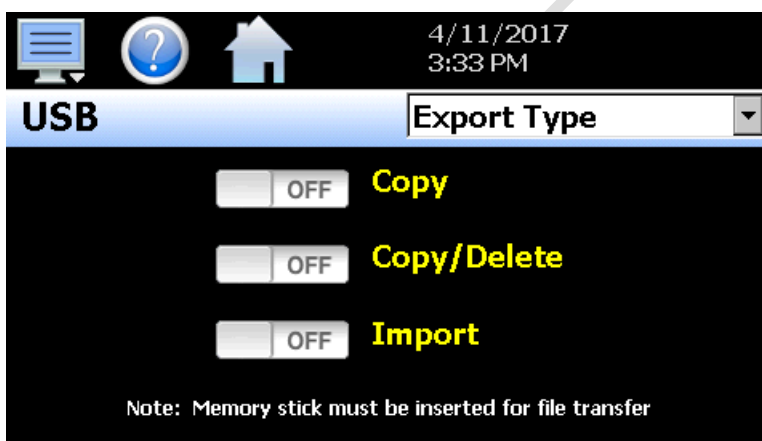 ?
4/11/2017
3:33 PM
USB
Export Type
OFF Copy
OFF Copy/Delete
OFF Import
Note: Memory stick must be inserted for file transfer